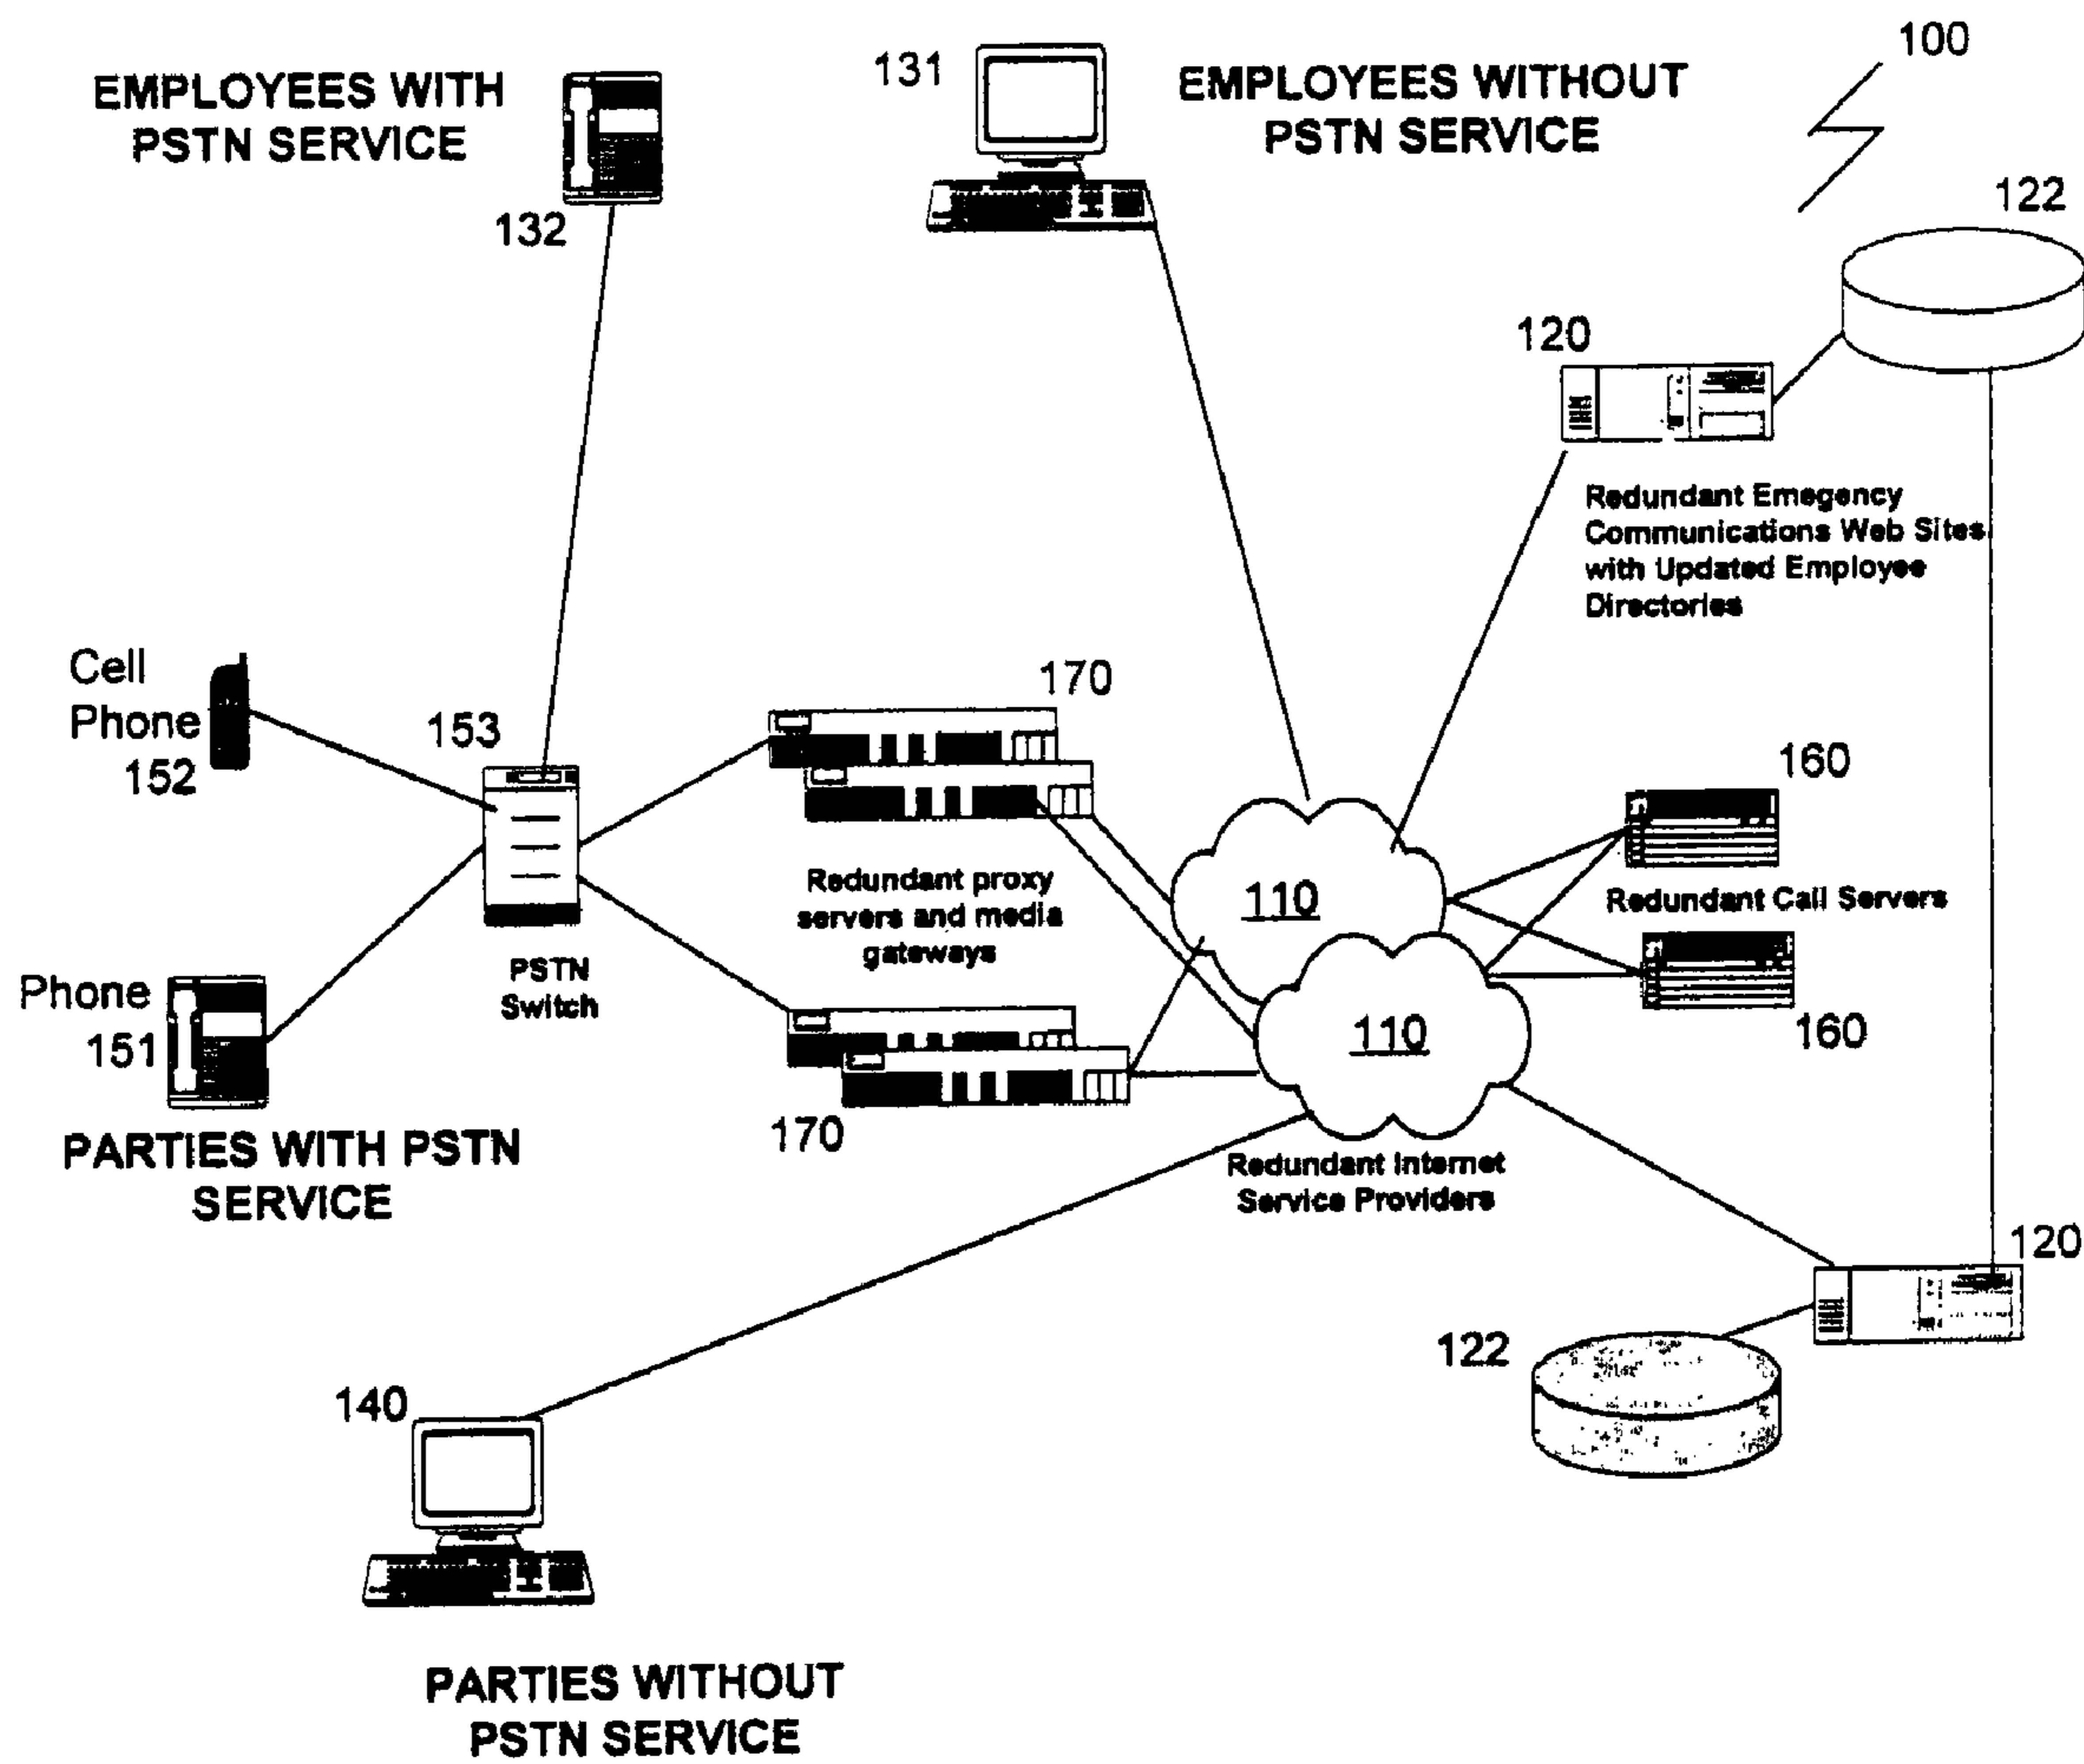 100
EMPLOYEES WITH
PSTN SERVICE
132
131
EMPLOYEES WITHOUT
PSTN SERVICE
122
120
Redundant Emegency
Communications Web Sites
with Updated Employee
Directories
Cell
Phone
152
153
170
160
110
Redundant proxy
servers and media
gateways
Redundant Call Servers
PSTN
Switch
Phone
151
110
160
170
PARTIES WITH PSTN
SERVICE
Redundant Internet
Service Providers
120
122
140
PARTIES WITHOUT
PSTN SERVICE